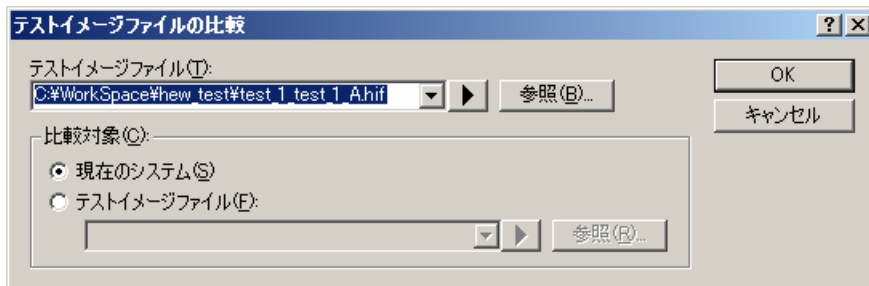 テストイメージファイルの比較
テストイメージファイル(T):
C:¥WorkSpace¥hew_test¥test_1_test_1_A.hif
参照(B)...
OK
キャンセル
比較対象(C):
現在のシステム(S)
テストイメージファイル(F):
参照(R)...